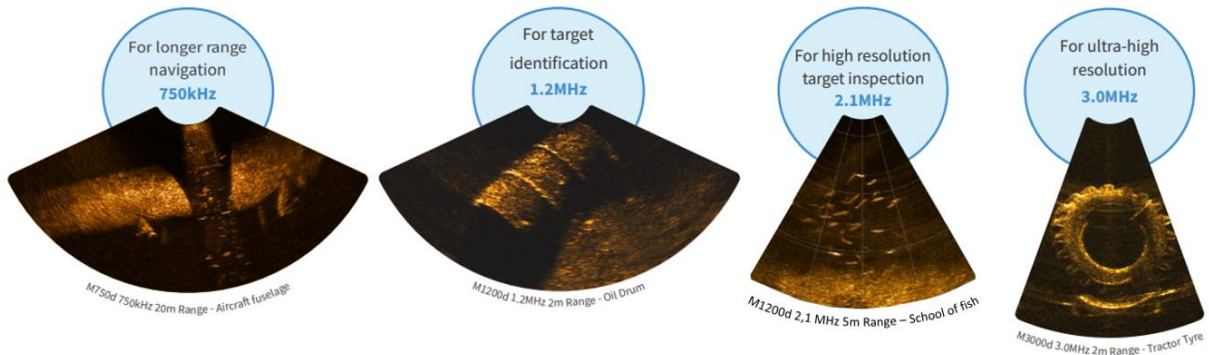 For longer range
navigation
750kHz
M750d 750kHz 20m Range - Aircraft fuselage
For target
identification
1.2MHz
M1200d 1.2MHz 2m Range - Oil Drum
For high resolution
target inspection
2.1MHz
M1200d 2,1 MHz 5m Range – School of fish
For ultra-high
resolution
3.0MHz
M3000d 3.0MHz 2m Range - Tractor Tyre